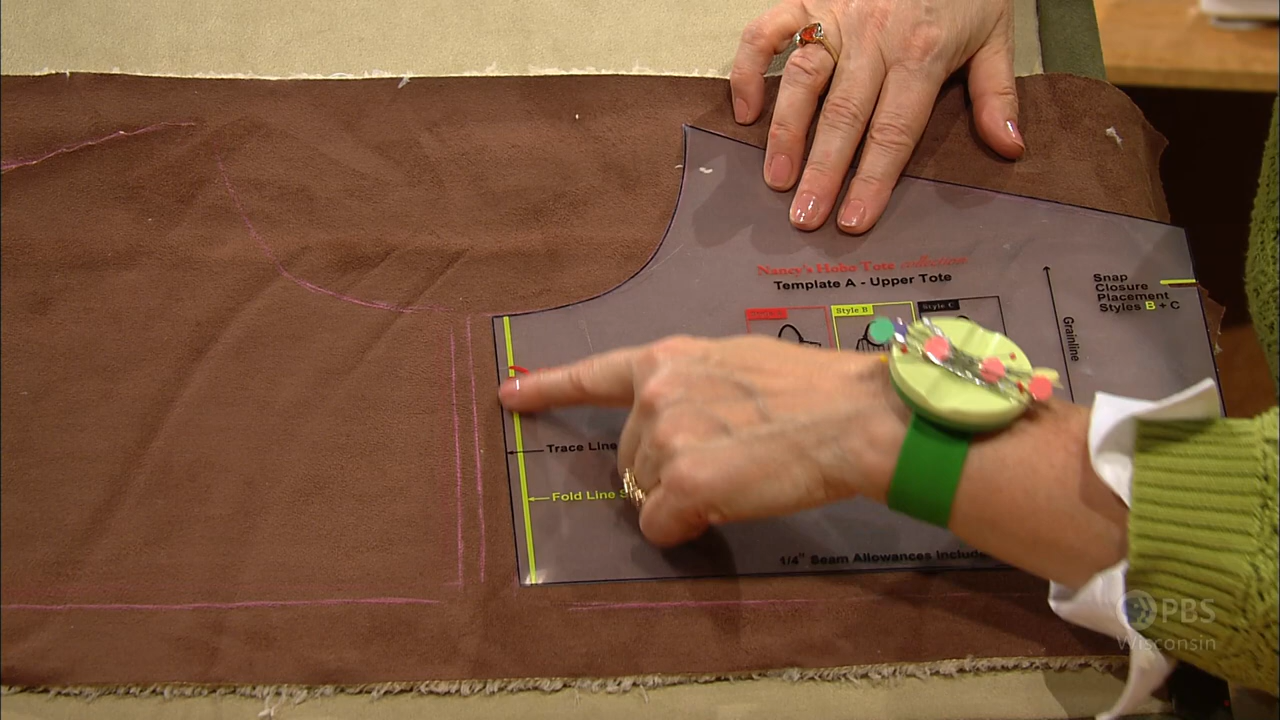 Nancy's Hobo Tote collection
Template A - Upper Tote
Style B
Style C
Snap
Closure
Placement
Styles B + C
Grainline
Trace Line
Fold Line S
1/4" Seam Allowances Include
PBS
Wisconsin